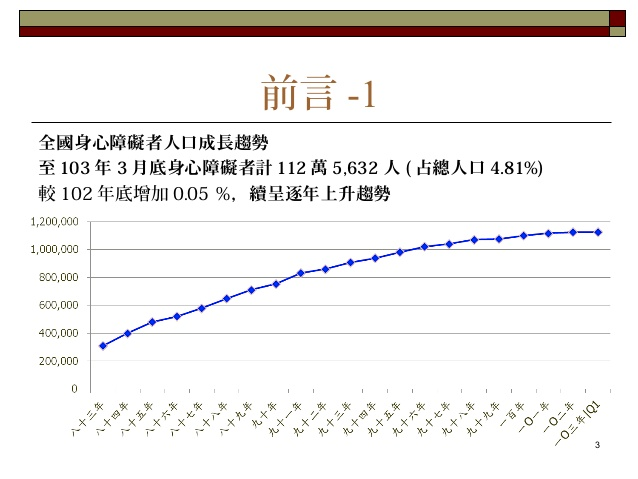 前言 -1
全國身心障礙者人口成長趨勢
至 103 年 3 月底身心障礙者計 112 萬 5,632 人 ( 占總人口 4.81%)
較 102 年底增加 0.05 %，續呈逐年上升趨勢
1,200,000
1,000,000
800,000
600,000
400,000
200,000
0
八十三年
八十四年
八十五年
八十六年
八十七年
八十八年
八十九年
九十年
九十一年
九十二年
九十三年
九十四年
九十五年
九十六年
九十七年
九十八年
九十九年
一百年
一〇一年
一〇二年
一〇三年|Q1
3